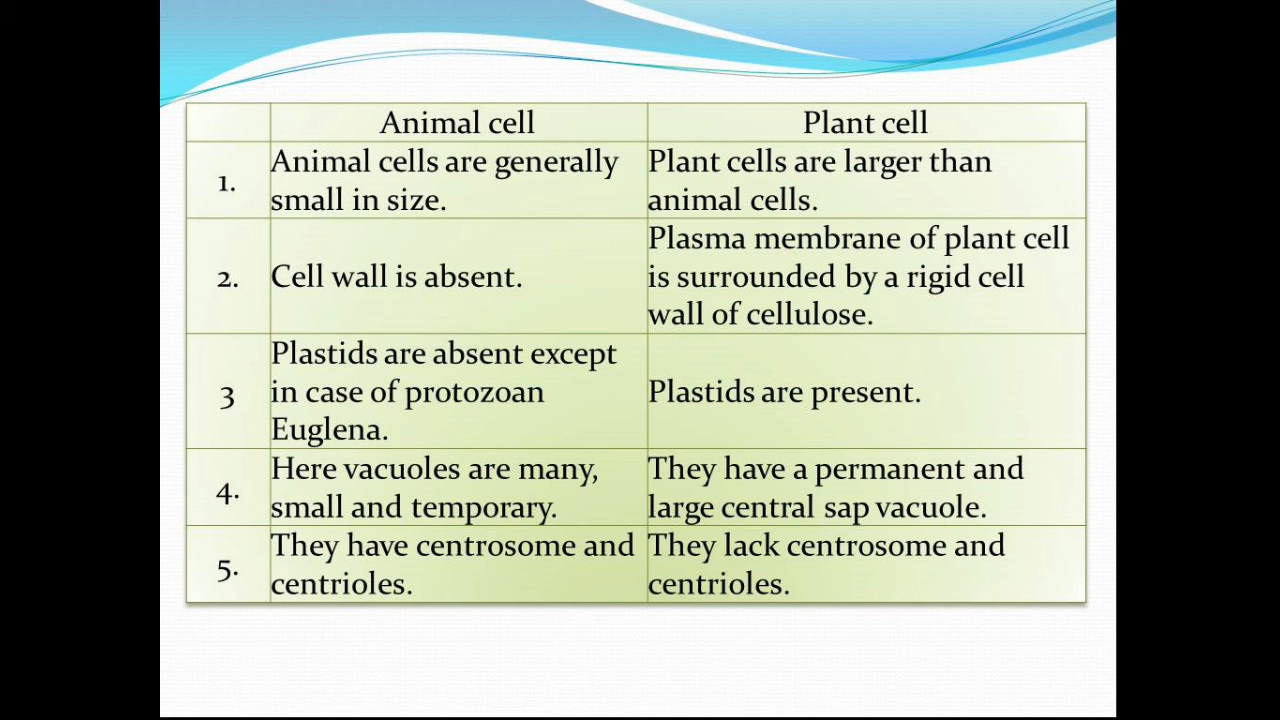 Animal cell
Plant cell
1.
Animal cells are generally
small in size.
Plant cells are larger than
animal cells.
2.
Cell wall is absent.
Plasma membrane of plant cell
is surrounded by a rigid cell
wall of cellulose.
3
Plastids are absent except
in case of protozoan
Euglena.
Plastids are present.
4.
Here vacuoles are many,
small and temporary.
They have a permanent and
large central sap vacuole.
5.
They have centrosome and
centrioles.
They lack centrosome and
centrioles.